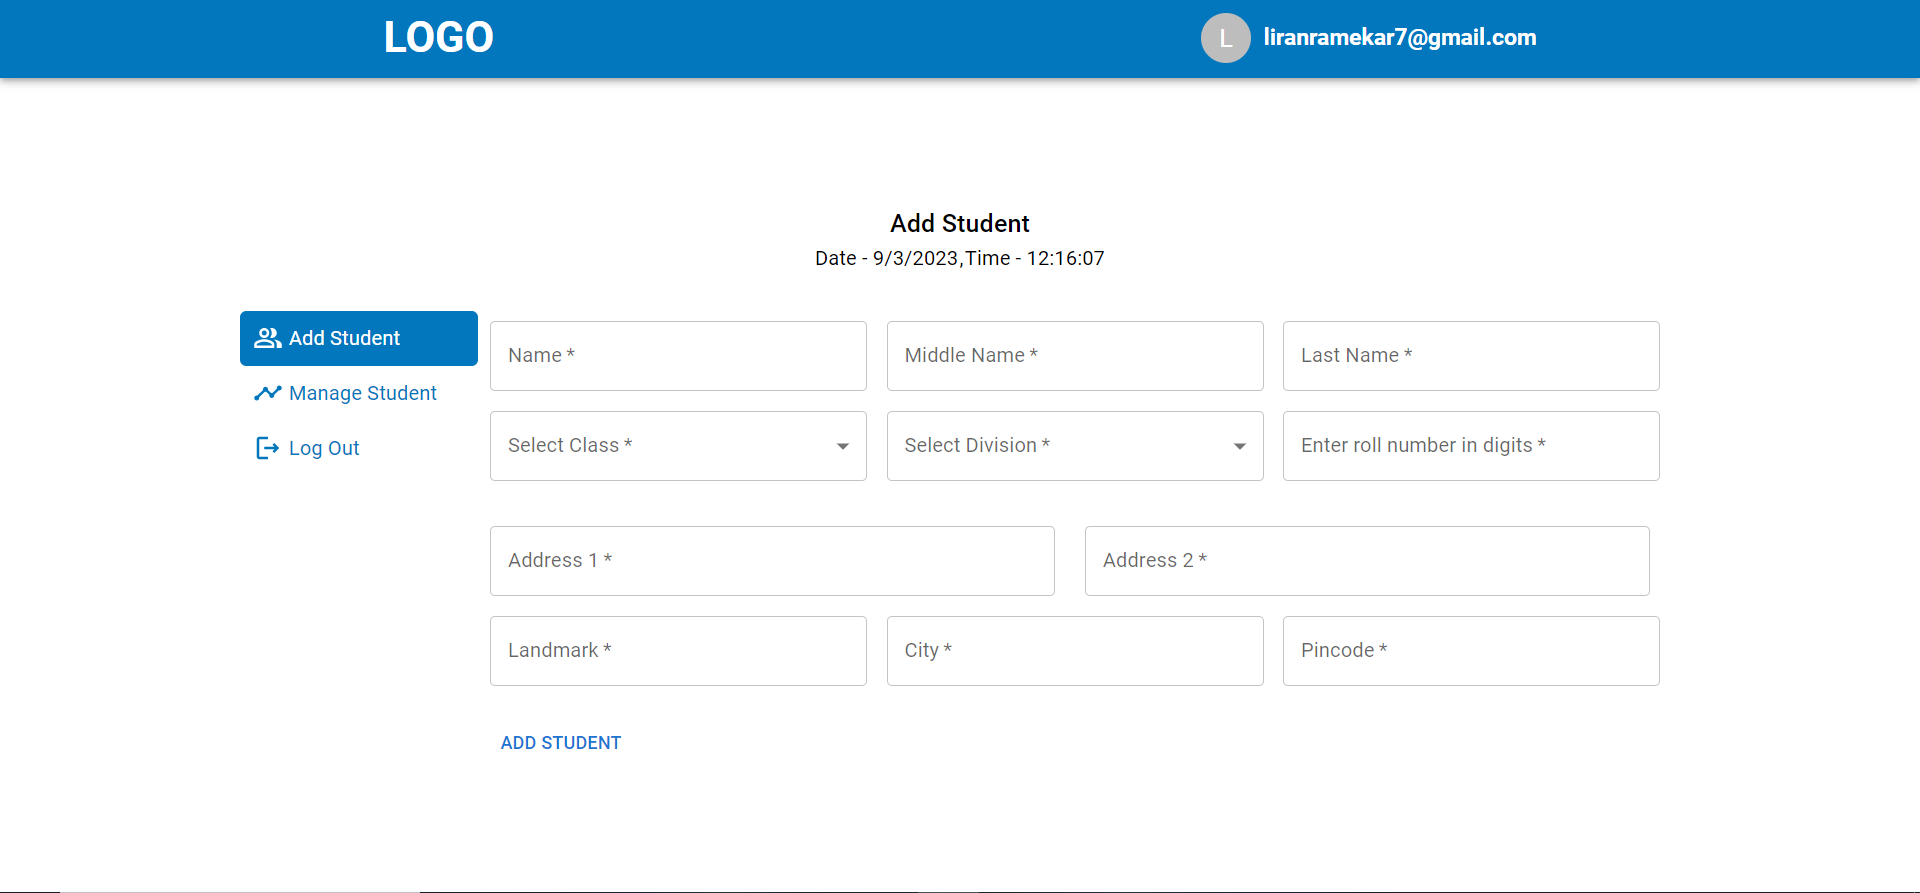 LOGO
L liranramekar7@gmail.com
Add Student
Date - 9/3/2023,Time - 12:16:07
Add Student
Manage Student
Log Out
Name * Middle Name * Last Name *
Select Class * Select Division * Enter roll number in digits *
Address 1 * Address 2 *
Landmark * City * Pincode *
ADD STUDENT